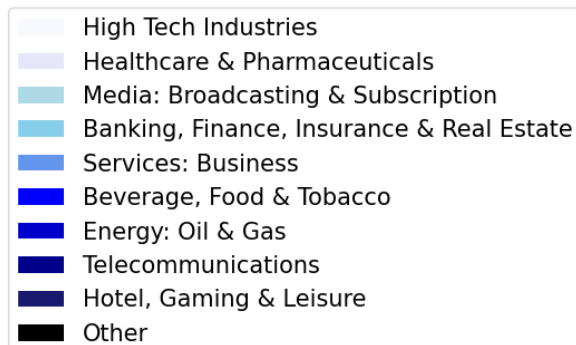 High Tech Industries
Healthcare & Pharmaceuticals
Media: Broadcasting & Subscription
Banking, Finance, Insurance & Real Estate
Services: Business
Beverage, Food & Tobacco
Energy: Oil & Gas
Telecommunications
Hotel, Gaming & Leisure
Other